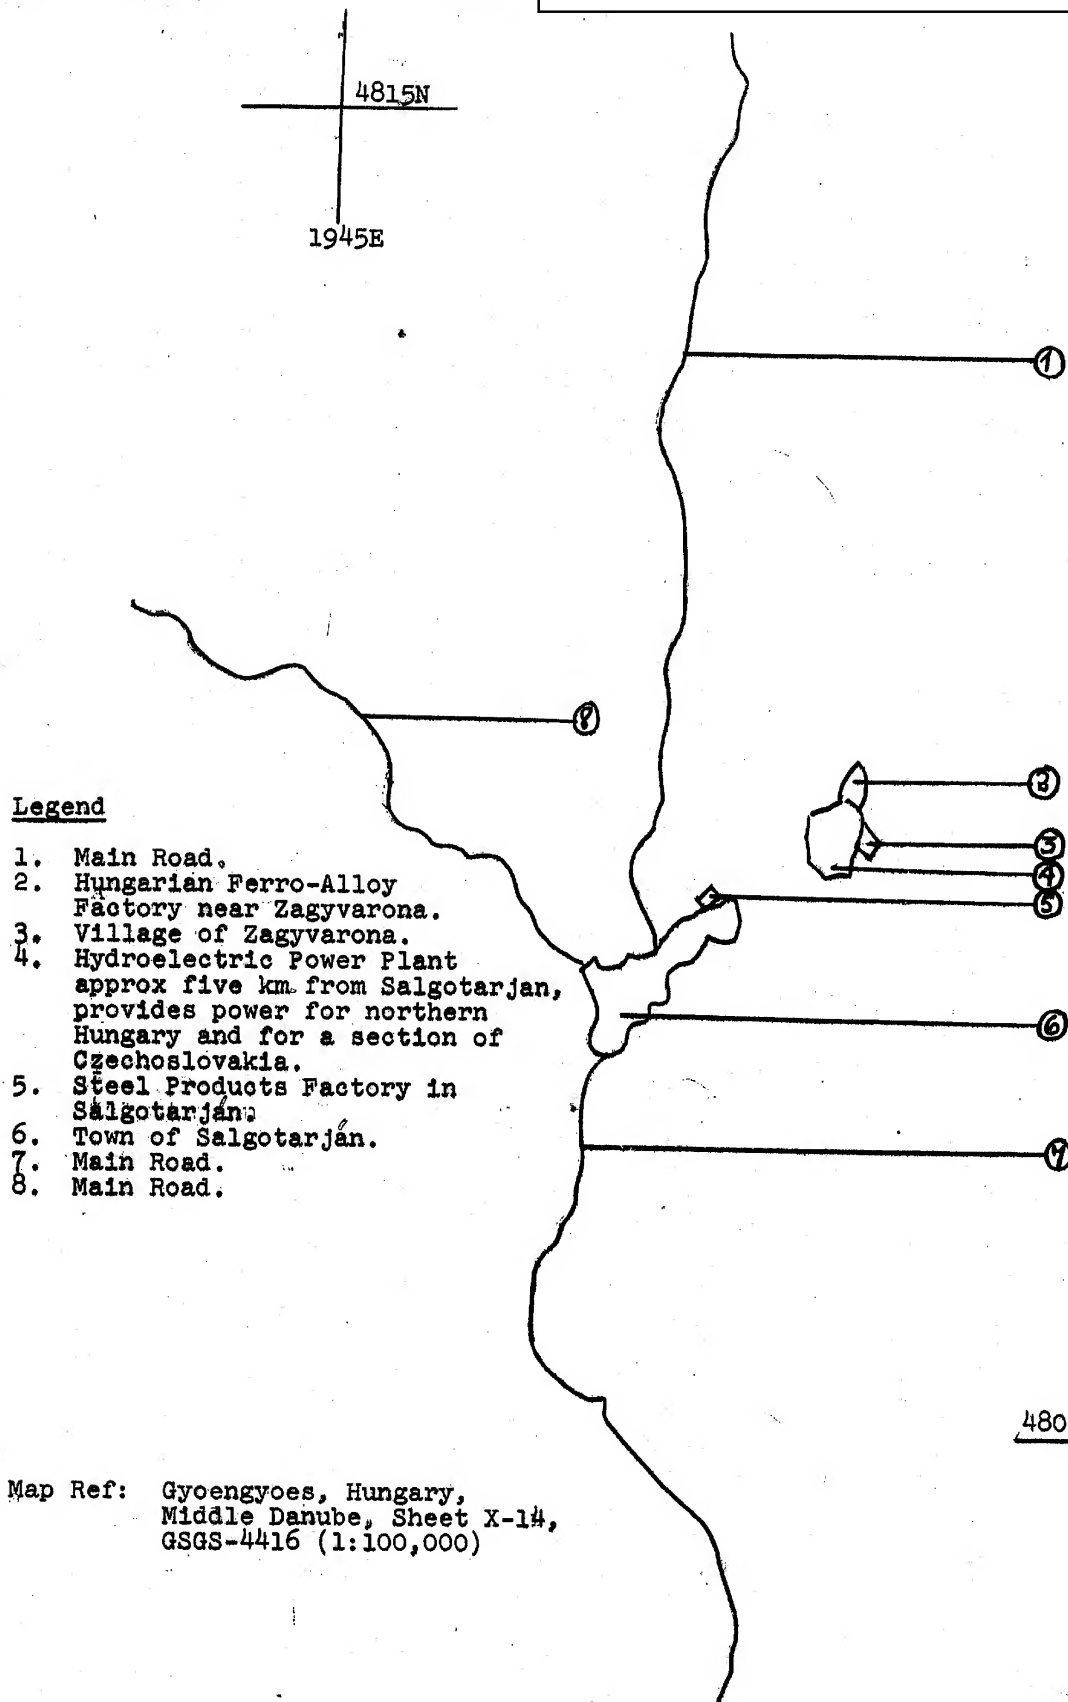 4815N
1945E
1
8
2
3
4
5
6
7
Legend
1. Main Road.
2. Hungarian Ferro-Alloy
Factory near Zagyvarona.
3. Village of Zagyvarona.
4. Hydroelectric Power Plant
approx five km from Salgotarjan,
provides power for northern
Hungary and for a section of
Czechoslovakia.
5. Steel Products Factory in
Salgotarján.
6. Town of Salgotarján.
7. Main Road.
8. Main Road.
480
Map Ref: Gyoengyoes, Hungary,
Middle Danube, Sheet X-14,
GSGS-4416 (1:100,000)